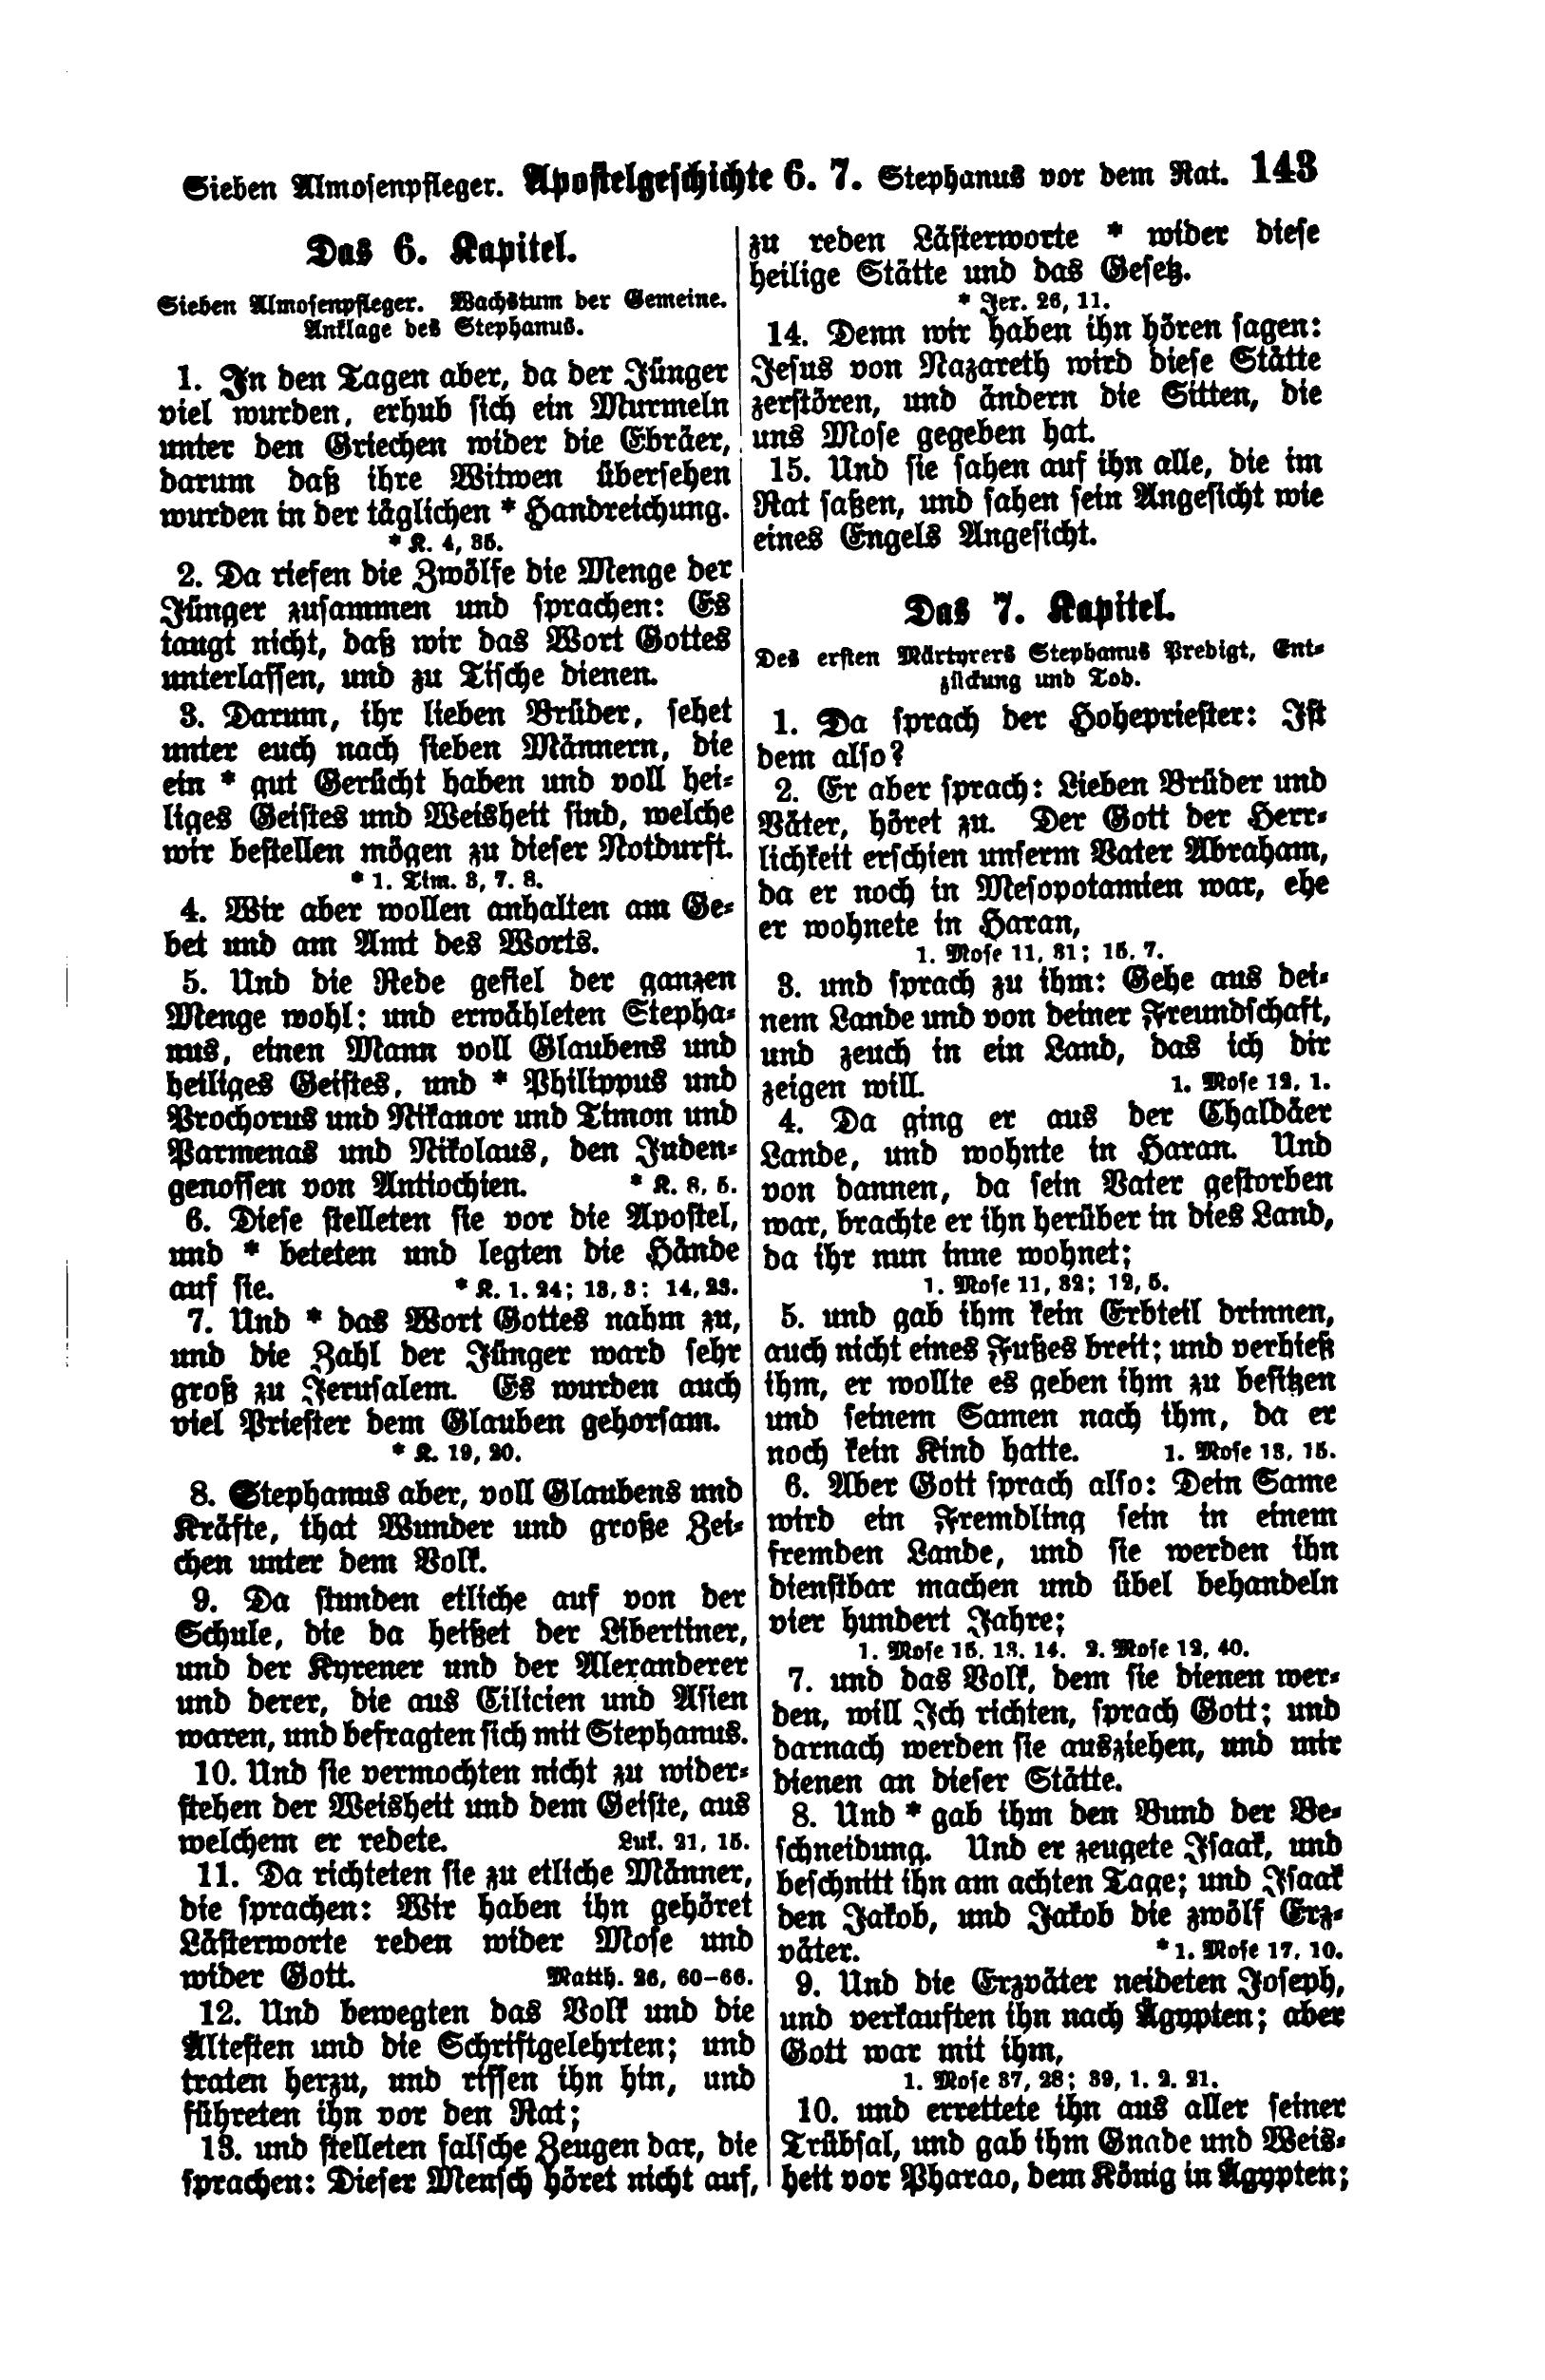 Sieben Almosenpfleger. Apostelgeschichte 6. 7. Stephanus vor dem Rat. 143
Das 6. Kapitel.
Sieben Almosenpfleger. Wachstum der Gemeine.
Anklage des Stephanus.
1. In den Tagen aber, da der Jünger
viel wurden, erhub sich ein Murmeln
unter den Griechen wider die Ebräer,
darum daß ihre Witwen übersehen
wurden in der täglichen * Handreichung.
* K. 4, 35.
2. Da riefen die Zwölfe die Menge der
Jünger zusammen und sprachen: Es
taugt nicht, daß wir das Wort Gottes
unterlassen, und zu Tische dienen.
3. Darum, ihr lieben Brüder, sehet
unter euch nach sieben Männern, die
ein * gut Gerücht haben und voll hei-
liges Geistes und Weisheit sind, welche
wir bestellen mögen zu dieser Notdurft.
* 1. Tim. 3, 7. 8.
4. Wir aber wollen anhalten am Ge-
bet und am Amt des Worts.
5. Und die Rede gefiel der ganzen
Menge wohl; und erwähleten Stepha-
nus, einen Mann voll Glaubens und
heiliges Geistes, und * Philippus und
Prochorus und Nikanor und Timon und
Parmenas und Nikolaus, den Juden-
genossen von Antiochien. * K. 8, 5.
6. Diese stelleten sie vor die Apostel,
und * beteten und legten die Hände
auf sie. * K. 1, 24; 13, 3; 14, 23.
7. Und * das Wort Gottes nahm zu,
und die Zahl der Jünger ward sehr
groß zu Jerusalem. Es wurden auch
viel Priester dem Glauben gehorsam.
* K. 19, 20.
8. Stephanus aber, voll Glaubens und
Kräfte, that Wunder und große Zei-
chen unter dem Volk.
9. Da stunden etliche auf von der
Schule, die da heißet der Libertiner,
und der Kyrener und der Alexanderer
und derer, die aus Cilicien und Asien
waren, und befragten sich mit Stephanus.
10. Und sie vermochten nicht zu wider-
stehen der Weisheit und dem Geiste, aus
welchem er redete. Luk. 21, 15.
11. Da richteten sie zu etliche Männer,
die sprachen: Wir haben ihn gehöret
Lästerworte reden wider Mose und
wider Gott. Matth. 26, 60–66.
12. Und bewegten das Volk und die
Ältesten und die Schriftgelehrten; und
traten herzu, und rissen ihn hin, und
führeten ihn vor den Rat;
13. und stelleten falsche Zeugen dar, die
sprachen: Dieser Mensch höret nicht auf,
zu reden Lästerworte * wider diese
heilige Stätte und das Gesetz.
* Jer. 26, 11.
14. Denn wir haben ihn hören sagen:
Jesus von Nazareth wird diese Stätte
zerstören, und ändern die Sitten, die
uns Mose gegeben hat.
15. Und sie sahen auf ihn alle, die im
Rat saßen, und sahen sein Angesicht wie
eines Engels Angesicht.
Das 7. Kapitel.
Des ersten Märtyrers Stephanus Predigt, Ent-
zückung und Tod.
1. Da sprach der Hohepriester: Ist
dem also?
2. Er aber sprach: Lieben Brüder und
Väter, höret zu. Der Gott der Herr-
lichkeit erschien unserm Vater Abraham,
da er noch in Mesopotamien war, ehe
er wohnete in Haran,
1. Mose 11, 31; 15, 7.
3. und sprach zu ihm: Gehe aus dei-
nem Lande und von deiner Freundschaft,
und zeuch in ein Land, das ich dir
zeigen will. 1. Mose 12, 1.
4. Da ging er aus der Chaldäer
Lande, und wohnte in Haran. Und
von dannen, da sein Vater gestorben
war, brachte er ihn herüber in dies Land,
da ihr nun inne wohnet;
1. Mose 11, 32; 12, 5.
5. und gab ihm kein Erbteil drinnen,
auch nicht eines Fußes breit; und verhieß
ihm, er wollte es geben ihm zu besitzen
und seinem Samen nach ihm, da er
noch kein Kind hatte. 1. Mose 13, 15.
6. Aber Gott sprach also: Dein Same
wird ein Fremdling sein in einem
fremden Lande, und sie werden ihn
dienstbar machen und übel behandeln
vier hundert Jahre;
1. Mose 15, 13. 14. 2. Mose 12, 40.
7. und das Volk, dem sie dienen wer-
den, will Ich richten, sprach Gott; und
darnach werden sie ausziehen, und mir
dienen an dieser Stätte.
8. Und * gab ihm den Bund der Be-
schneidung. Und er zeugete Isaak, und
beschnitt ihn am achten Tage; und Isaak
den Jakob, und Jakob die zwölf Erz-
väter. * 1. Mose 17, 10.
9. Und die Erzväter neideten Joseph,
und verkauften ihn nach Ägypten; aber
Gott war mit ihm,
1. Mose 37, 28; 39, 1. 2. 21.
10. und errettete ihn aus aller seiner
Trübsal, und gab ihm Gnade und Weis-
heit vor Pharao, dem König in Ägypten;